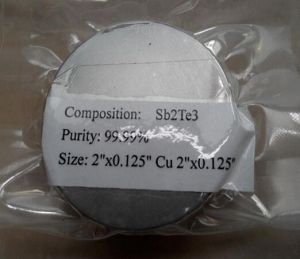 Composition: Sb2Te3
Purity: 99.99%
Size: 2"x0.125" Cu 2"x0.125"